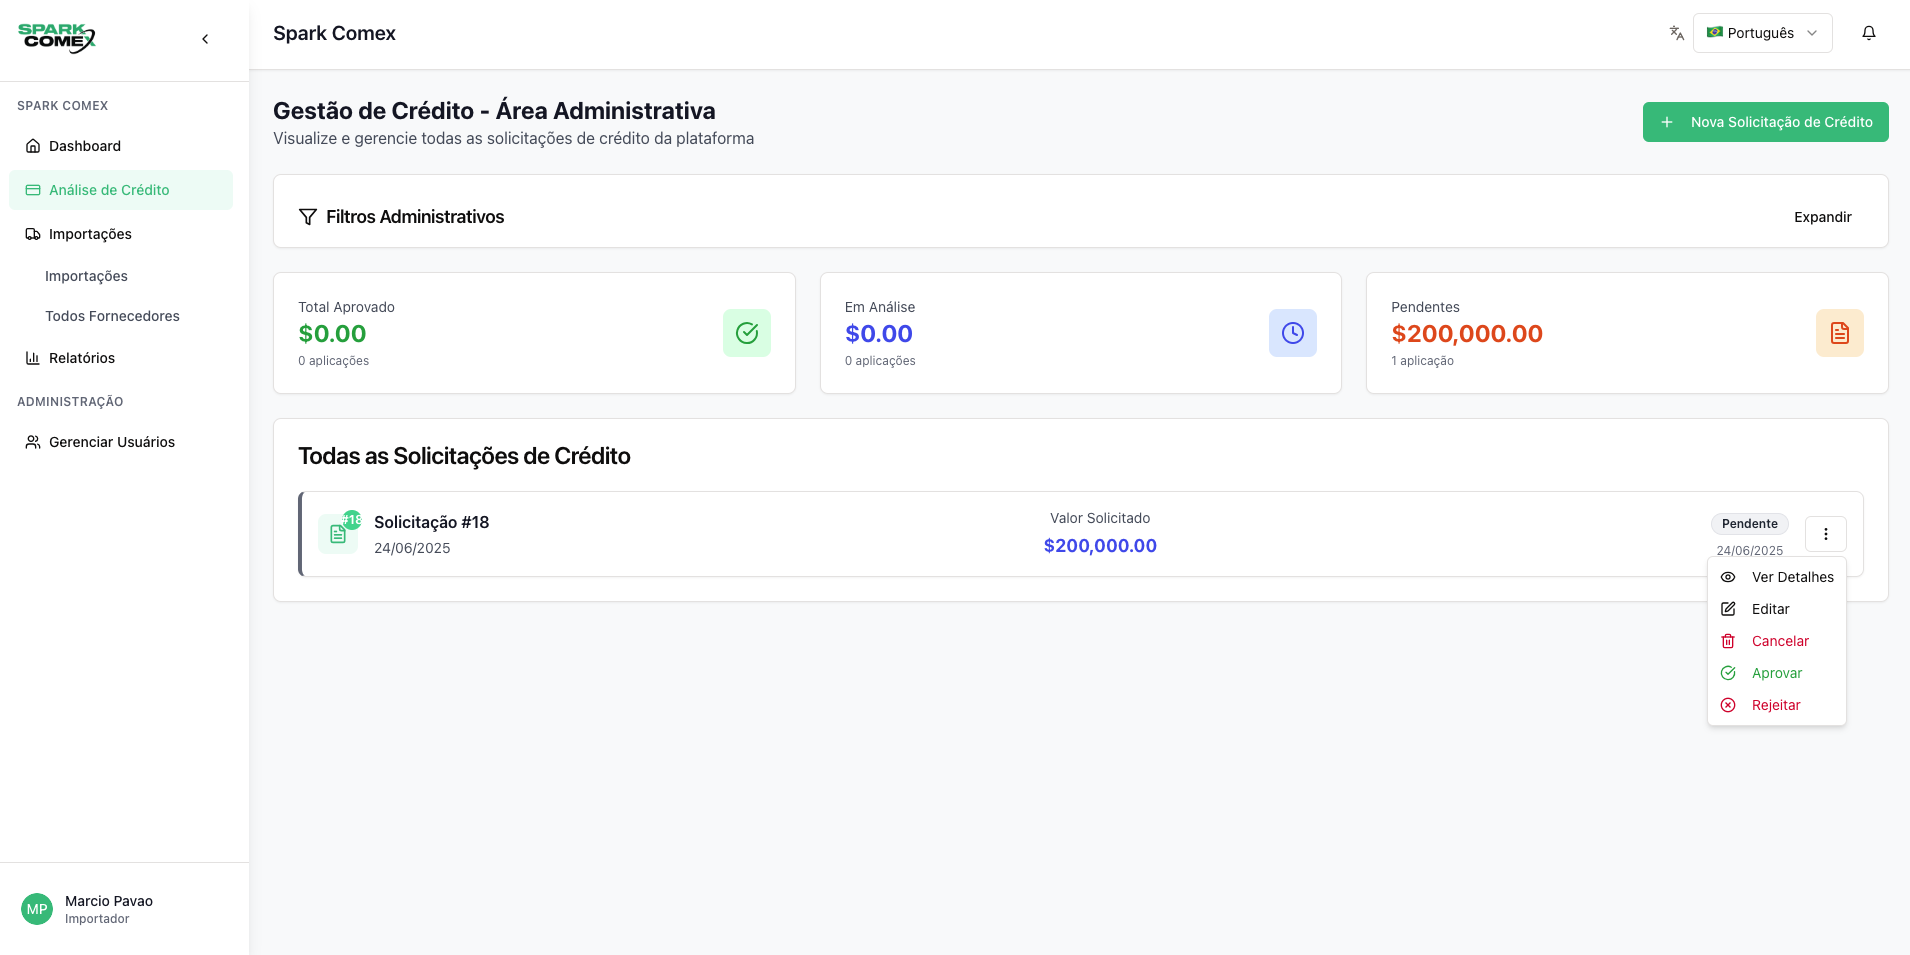 SPARK
COMEX
Spark Comex
Português
SPARK COMEX
Dashboard
Análise de Crédito
Importações
Importações
Todos Fornecedores
Relatórios
ADMINISTRAÇÃO
Gerenciar Usuários
MP
Marcio Pavao
Importador
Gestão de Crédito - Área Administrativa
Visualize e gerencie todas as solicitações de crédito da plataforma
Nova Solicitação de Crédito
Filtros Administrativos
Expandir
Total Aprovado
$0.00
0 aplicações
Em Análise
$0.00
0 aplicações
Pendentes
$200,000.00
1 aplicação
Todas as Solicitações de Crédito
#18
Solicitação #18
24/06/2025
Valor Solicitado
$200,000.00
Pendente
24/06/2025
Ver Detalhes
Editar
Cancelar
Aprovar
Rejeitar